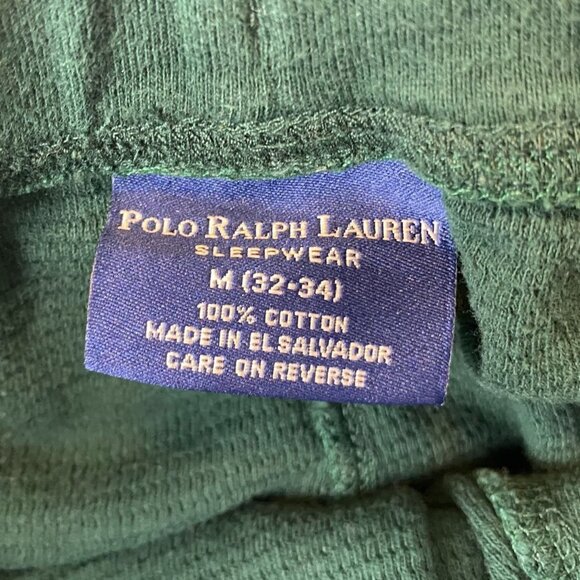 POLO RALPH LAUREN
SLEEPWEAR
M (32-34)
100% COTTON
MADE IN EL SALVADOR
CARE ON REVERSE